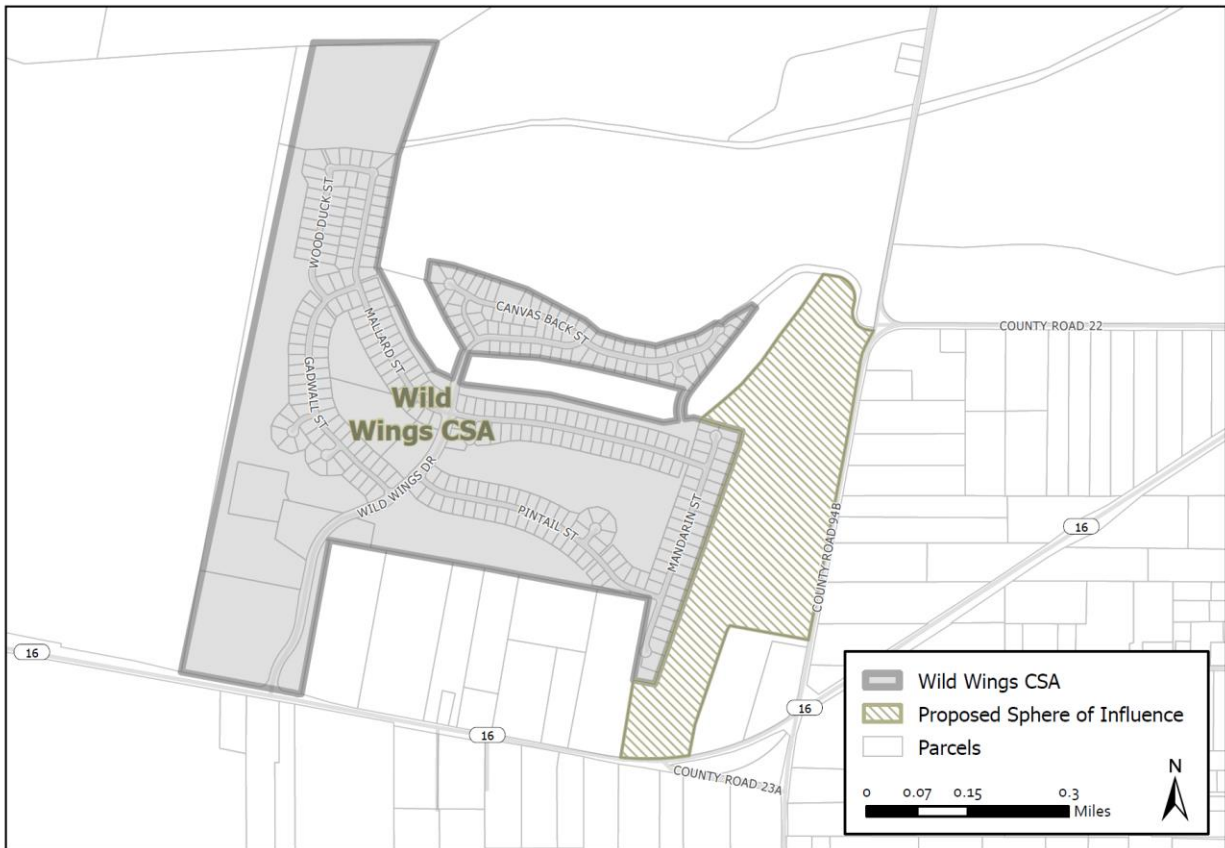 WOOD DUCK ST
CANVAS BACK ST
COUNTY ROAD 22
MALLARD ST
GADWALL ST
Wild
Wings CSA
WILD WINGS DR
PINTAIL ST
MANDARIN ST
COUNTY ROAD 94B
16
16
16
16
COUNTY ROAD 23A
Wild Wings CSA
Proposed Sphere of Influence
Parcels
N
0 0.07 0.15 0.3
Miles